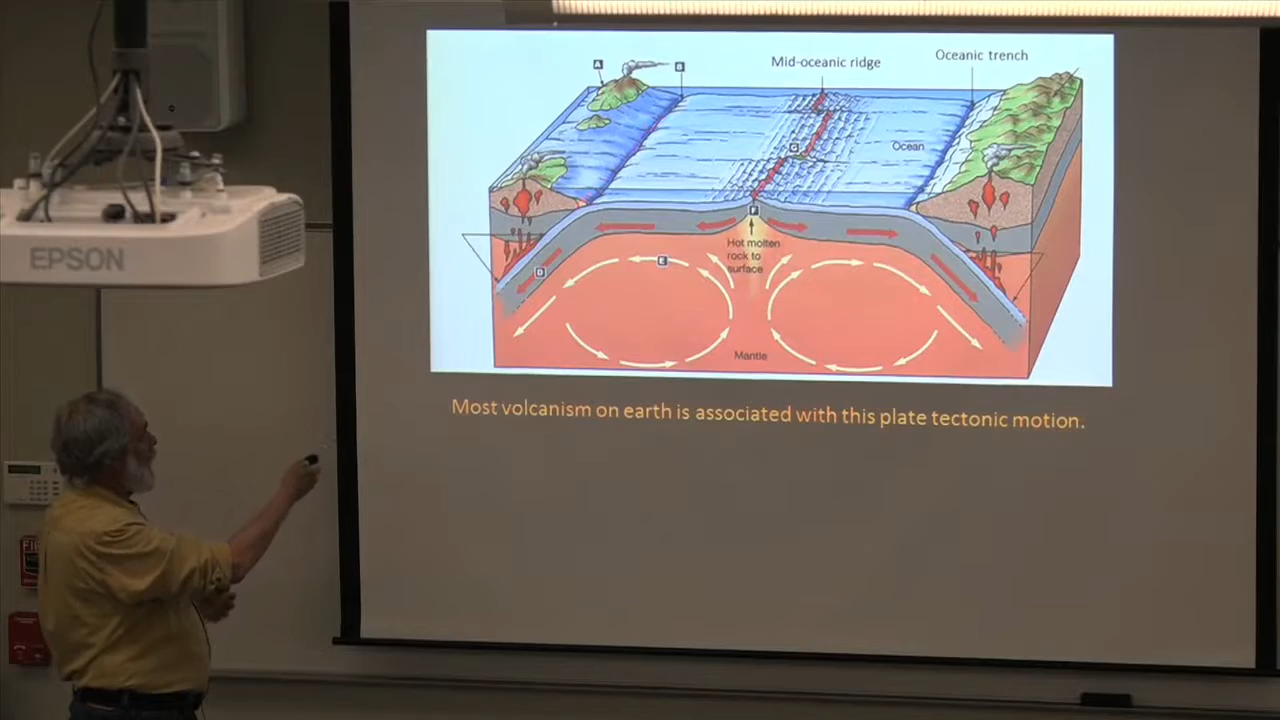 Oceanic trench
Mid-oceanic ridge
A
B
Ocean
F
Hot molten
rock to
surface
E
D
Mantle
Most volcanism on earth is associated with this plate tectonic motion.
EPSON